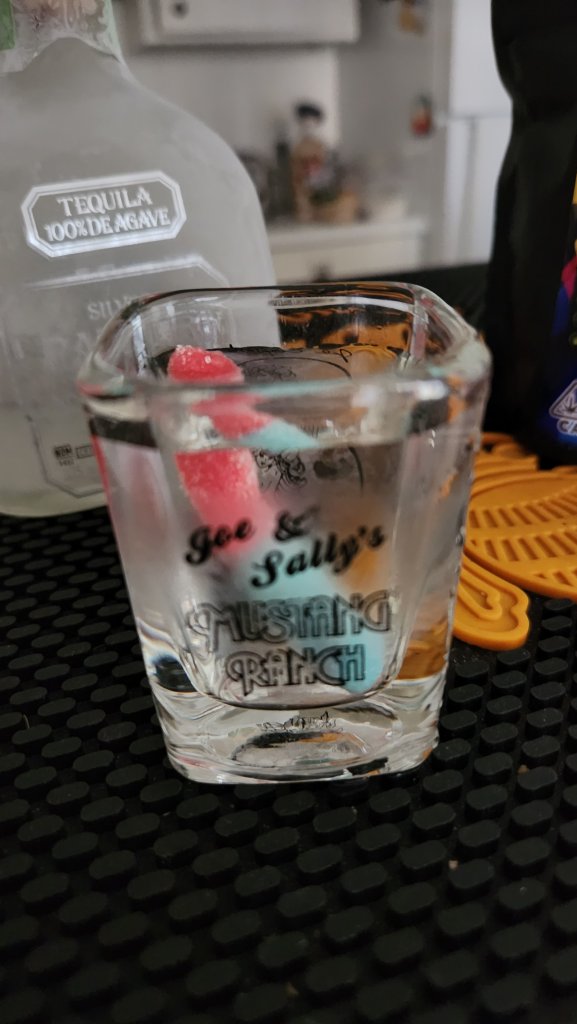 TEQUILA
100% DE AGAVE
Joe &
Sally's
MUSTANG
RANCH